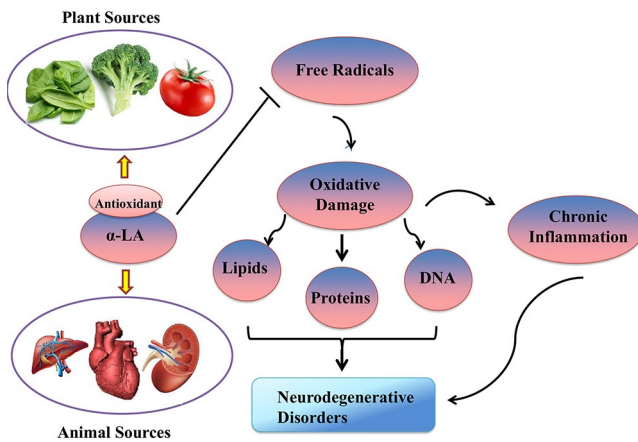 Plant Sources
Free Radicals
Antioxidant
α-LA
Oxidative
Damage
Chronic
Inflammation
Lipids
Proteins
DNA
Neurodegenerative
Disorders
Animal Sources